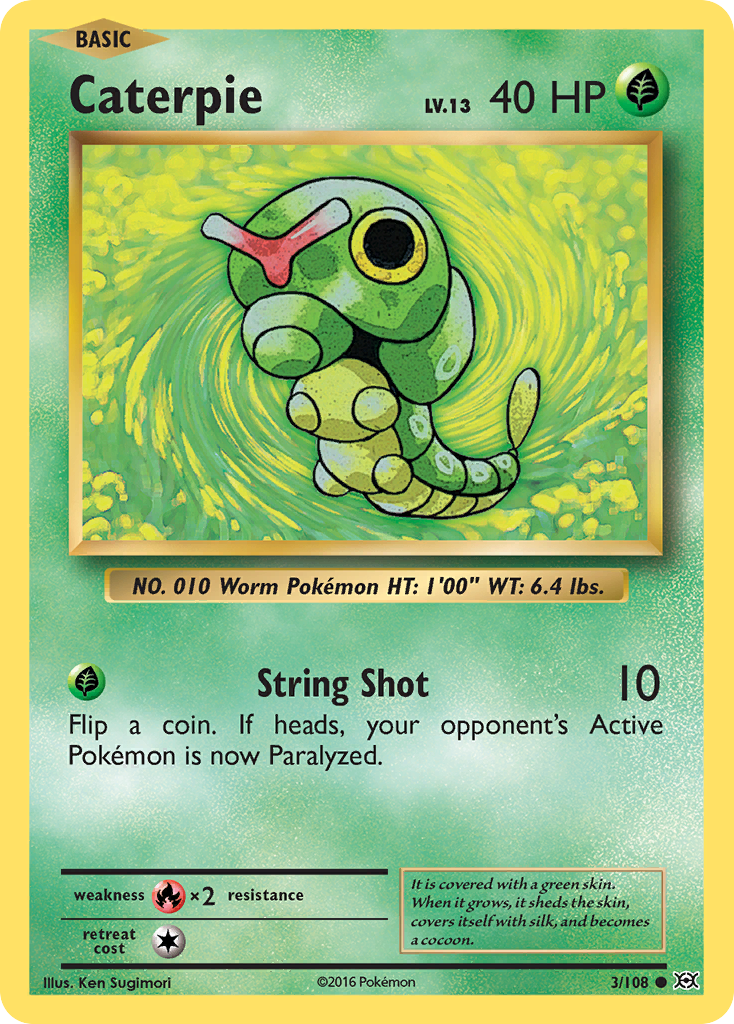 BASIC
Caterpie LV.13 40 HP
NO. 010 Worm Pokémon HT: 1'00" WT: 6.4 lbs.
String Shot 10
Flip a coin. If heads, your opponent's Active
Pokémon is now Paralyzed.
weakness ×2 resistance
retreat
cost
It is covered with a green skin.
When it grows, it sheds the skin,
covers itself with silk, and becomes
a cocoon.
Illus. Ken Sugimori ©2016 Pokémon 3/108